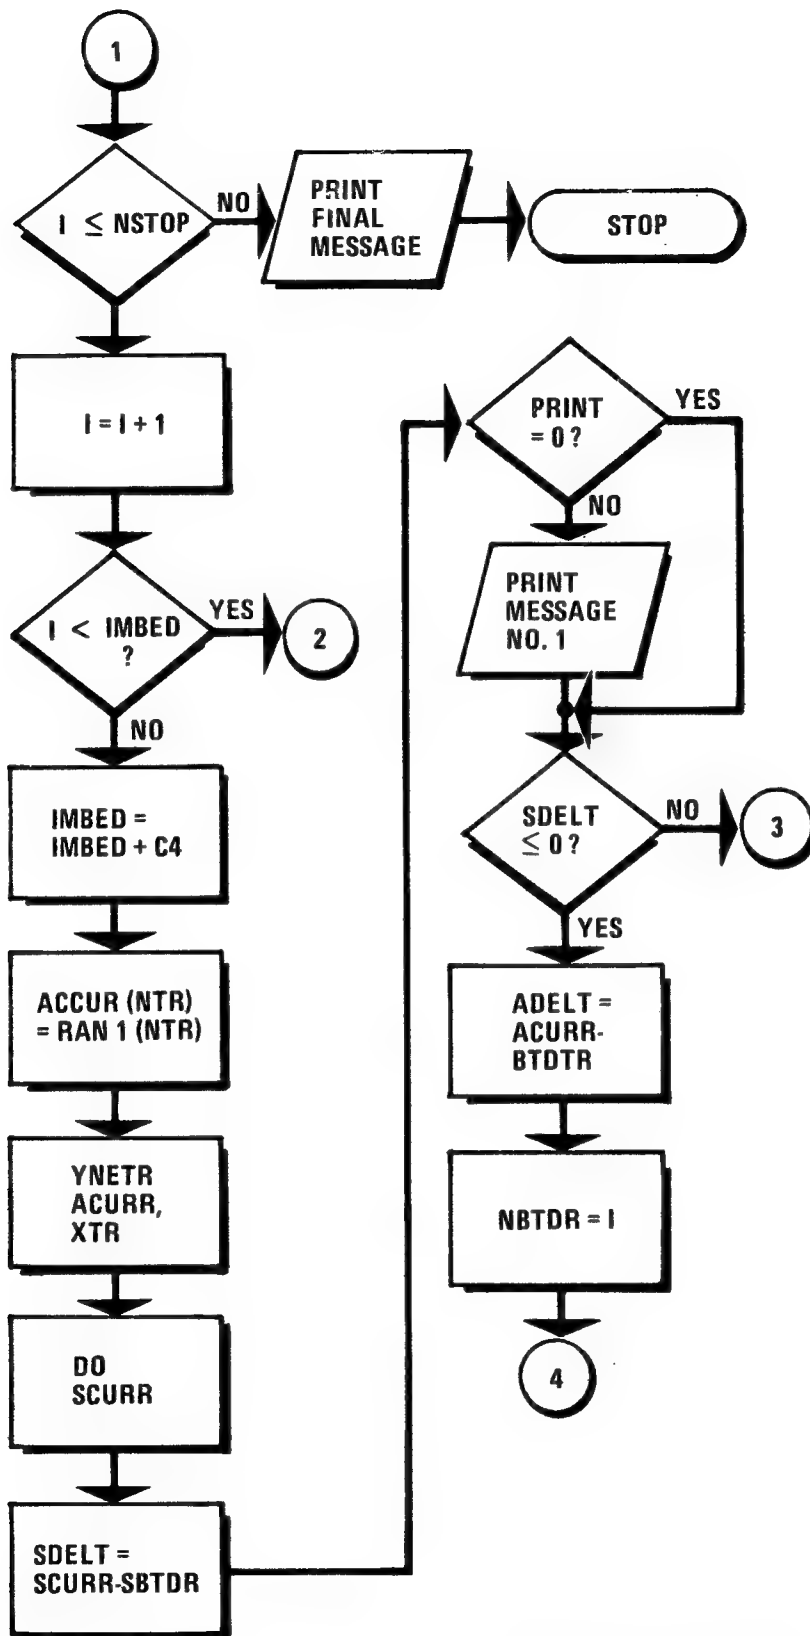 1
I ≤ NSTOP
NO
PRINT
FINAL
MESSAGE
STOP
I = I + 1
I < IMBED
?
YES
2
NO
IMBED =
IMBED + C4
ACCUR (NTR)
= RAN 1 (NTR)
YNETR
ACURR,
XTR
DO
SCURR
SDELT =
SCURR-SBTDR
PRINT
= 0 ?
YES
NO
PRINT
MESSAGE
NO. 1
SDELT
≤ 0 ?
NO
3
YES
ADELT =
ACURR-
BTDTR
NBTDR = I
4